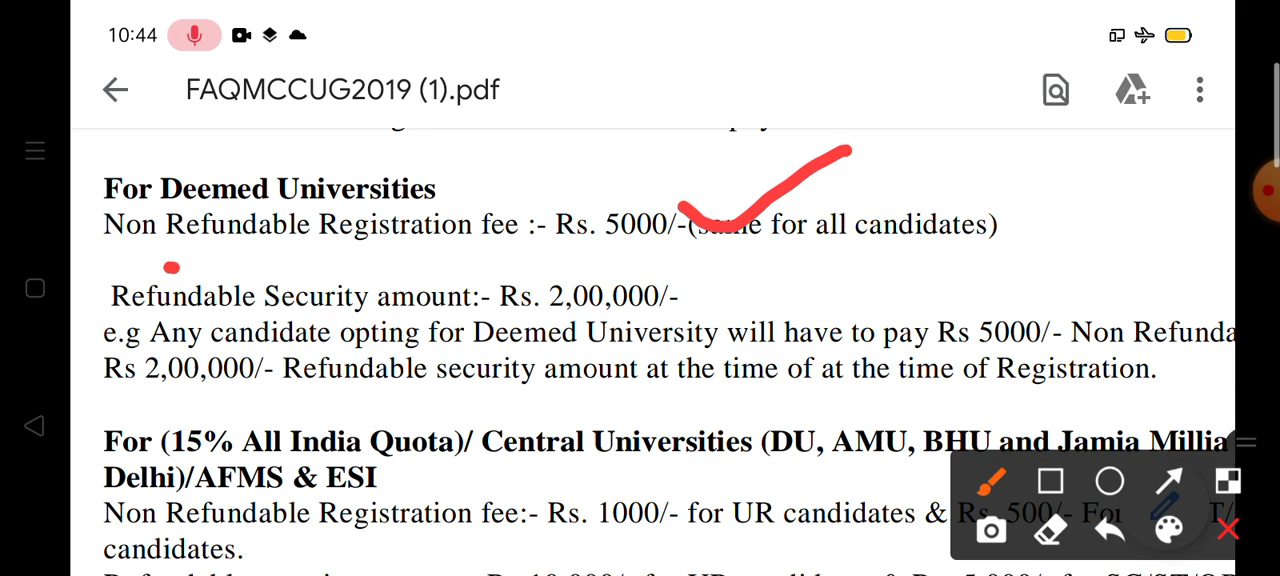 10:44
FAQMCCUG2019 (1).pdf
For Deemed Universities
Non Refundable Registration fee :- Rs. 5000/-(same for all candidates)
Refundable Security amount:- Rs. 2,00,000/-
e.g Any candidate opting for Deemed University will have to pay Rs 5000/- Non Refunda
Rs 2,00,000/- Refundable security amount at the time of at the time of Registration.
For (15% All India Quota)/ Central Universities (DU, AMU, BHU and Jamia Millia
Delhi)/AFMS & ESI
Non Refundable Registration fee:- Rs. 1000/- for UR candidates & Rs. 500/- For
candidates.